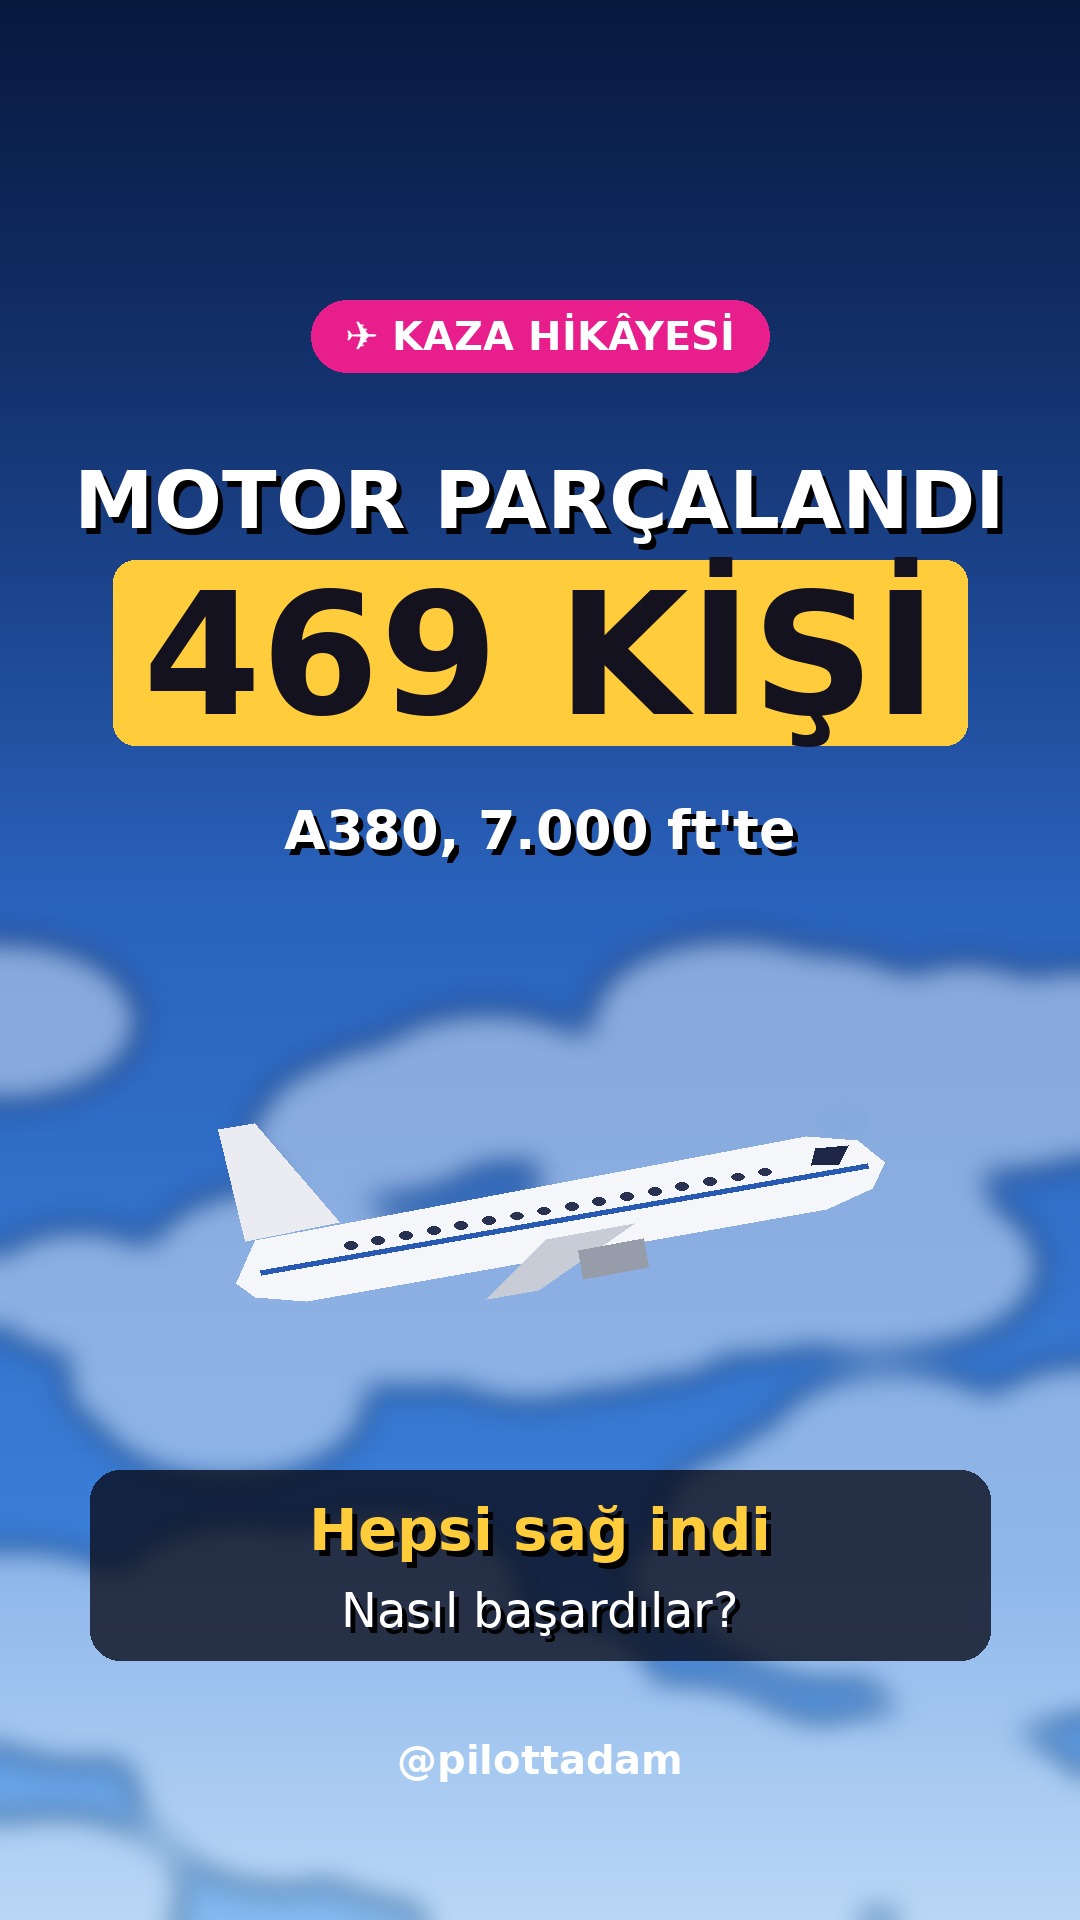 ✈ KAZA HİKÂYESİ
MOTOR PARÇALANDI
469 KİŞİ
A380, 7.000 ft'te
Hepsi sağ indi
Nasıl başardılar?
@pilottadam